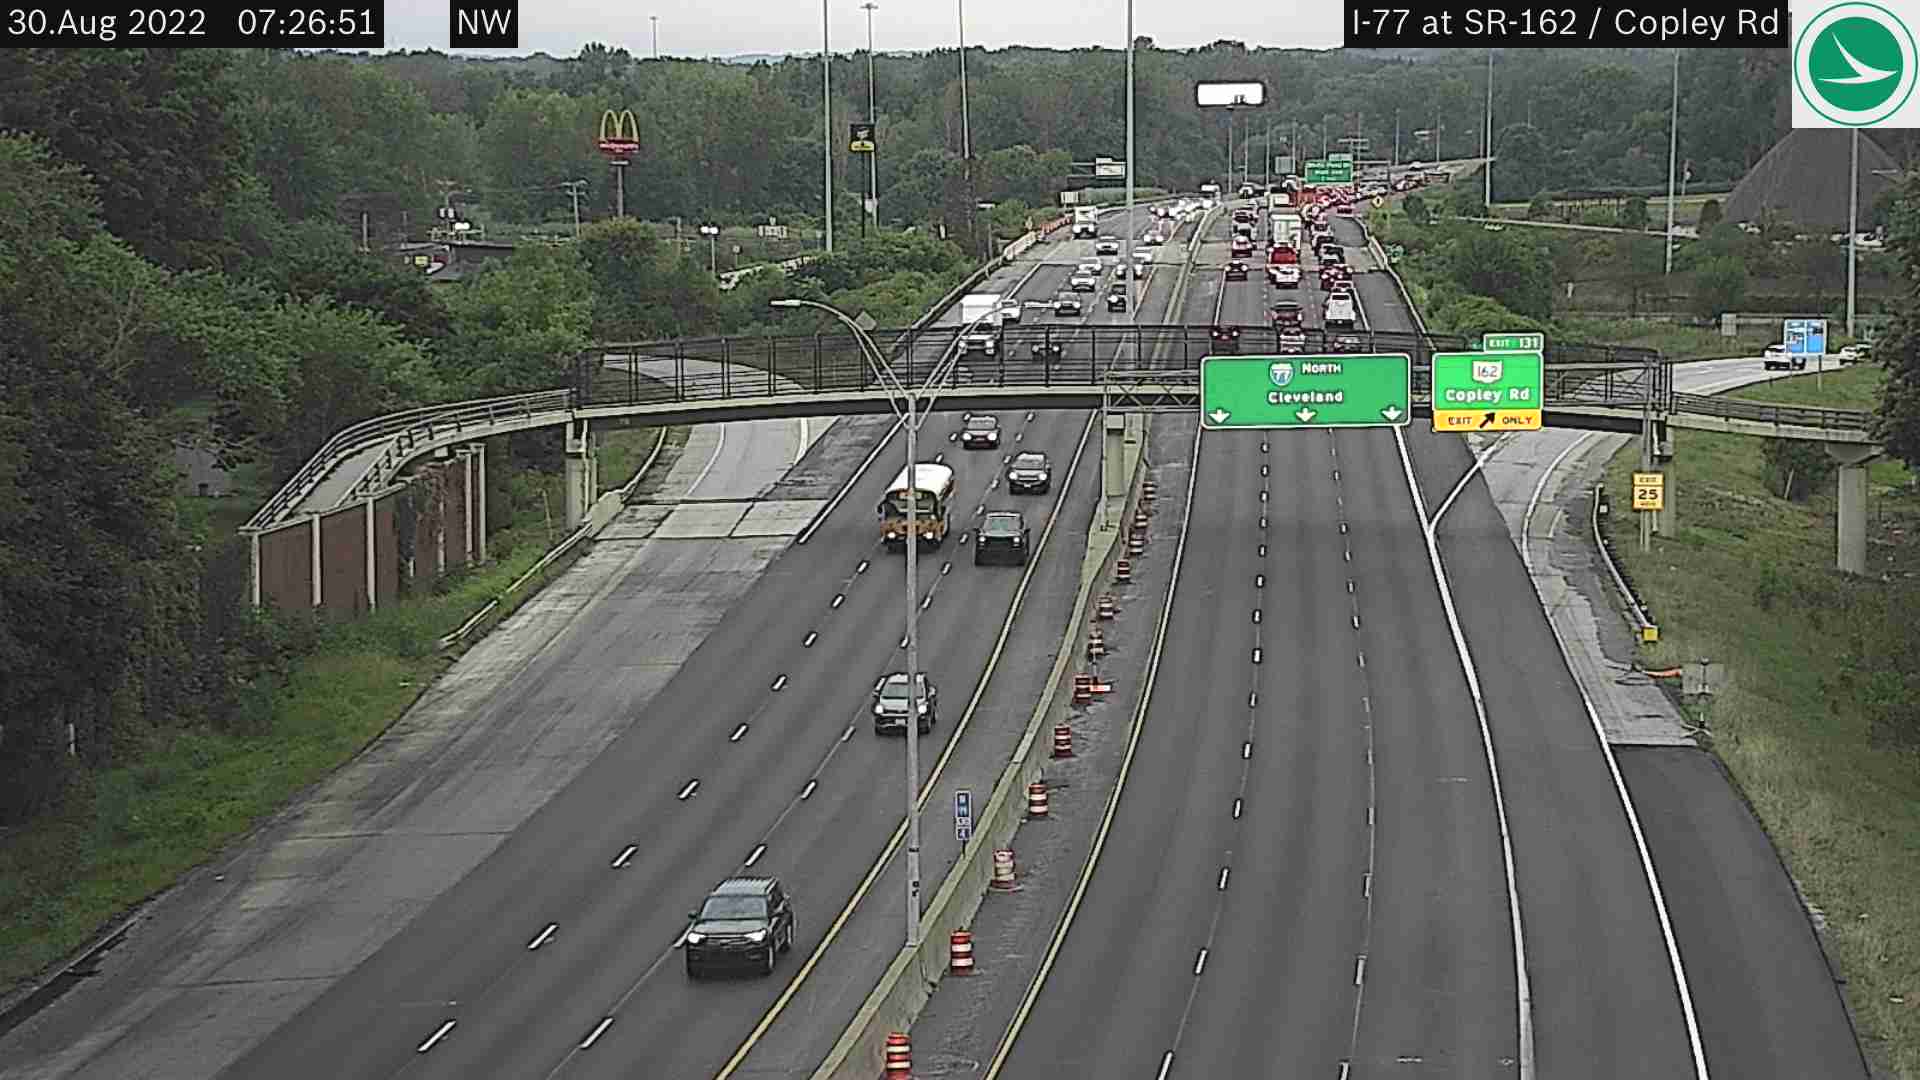 30.Aug 2022 07:26:51
NW
I-77 at SR-162 / Copley Rd
McDonald's
EXIT 131
77 NORTH
Cleveland
162
Copley Rd
EXIT ONLY
EXIT
25